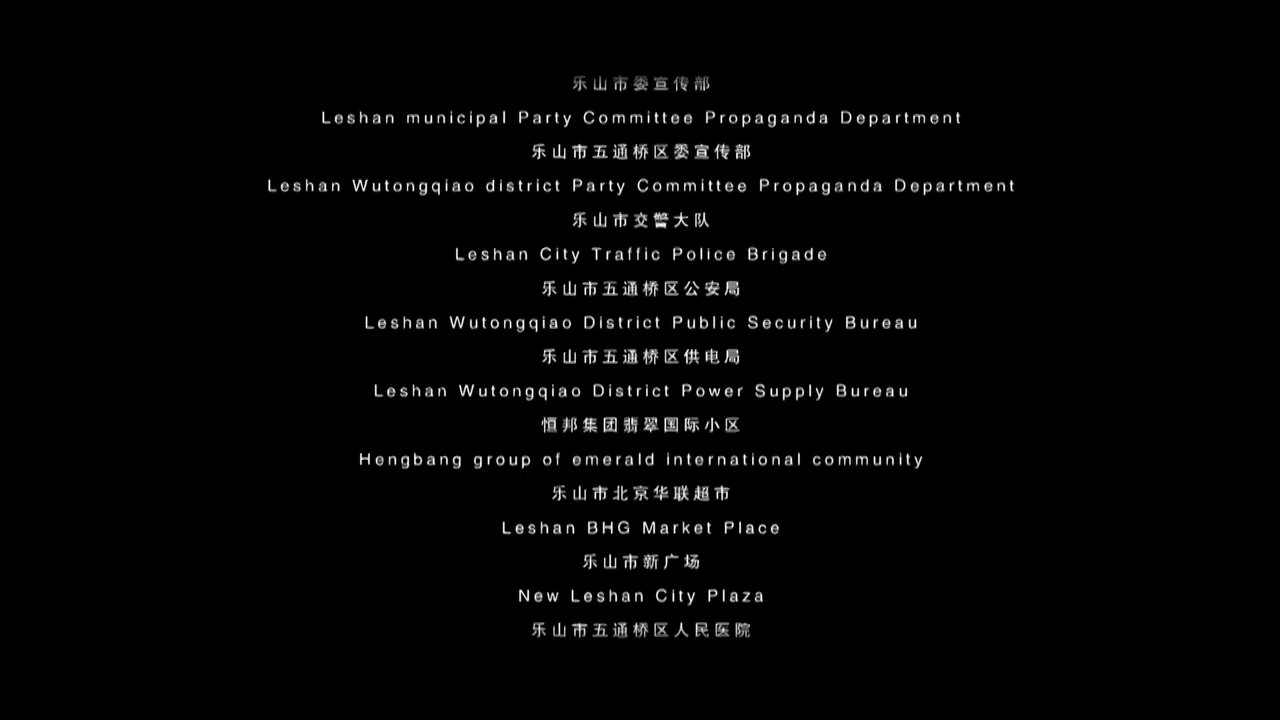 乐山市委宣传部
Leshan municipal Party Committee Propaganda Department
乐山市五通桥区委宣传部
Leshan Wutongqiao district Party Committee Propaganda Department
乐山市交警大队
Leshan City Traffic Police Brigade
乐山市五通桥区公安局
Leshan Wutongqiao District Public Security Bureau
乐山市五通桥区供电局
Leshan Wutongqiao District Power Supply Bureau
恒邦集团翡翠国际小区
Hengbang group of emerald international community
乐山市北京华联超市
Leshan BHG Market Place
乐山市新广场
New Leshan City Plaza
乐山市五通桥区人民医院